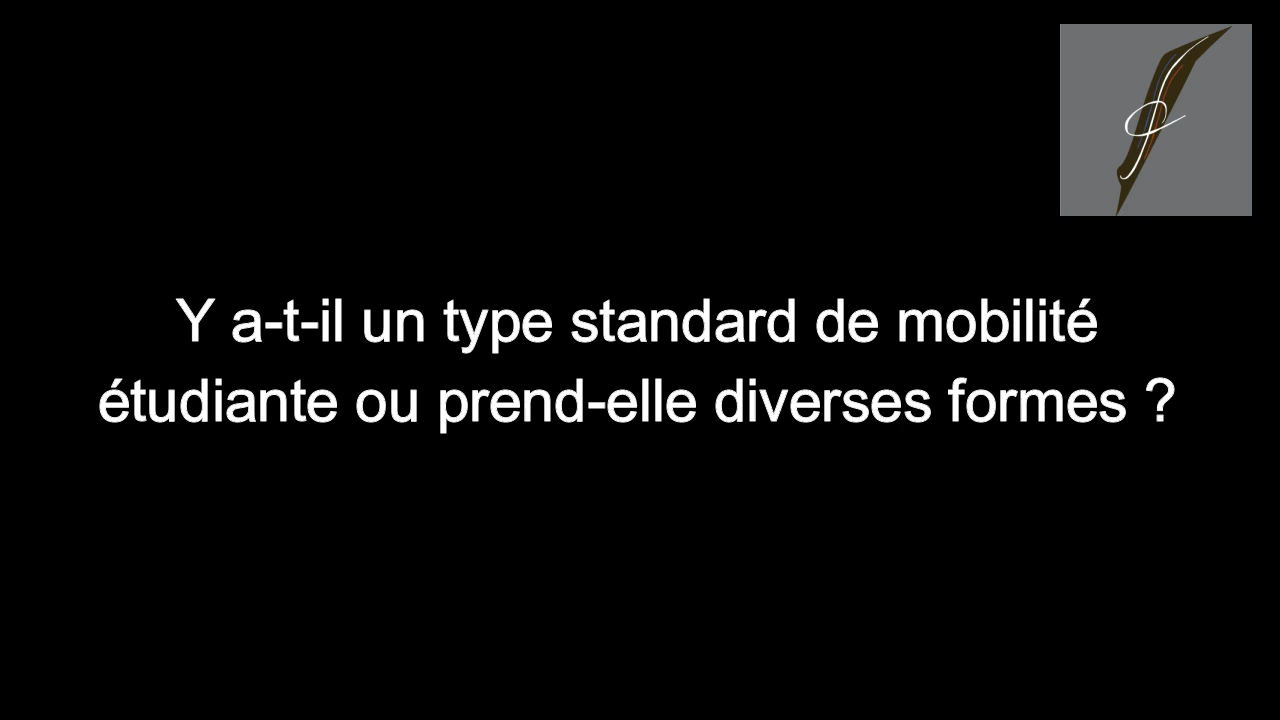 Y a-t-il un type standard de mobilité
étudiante ou prend-elle diverses formes ?